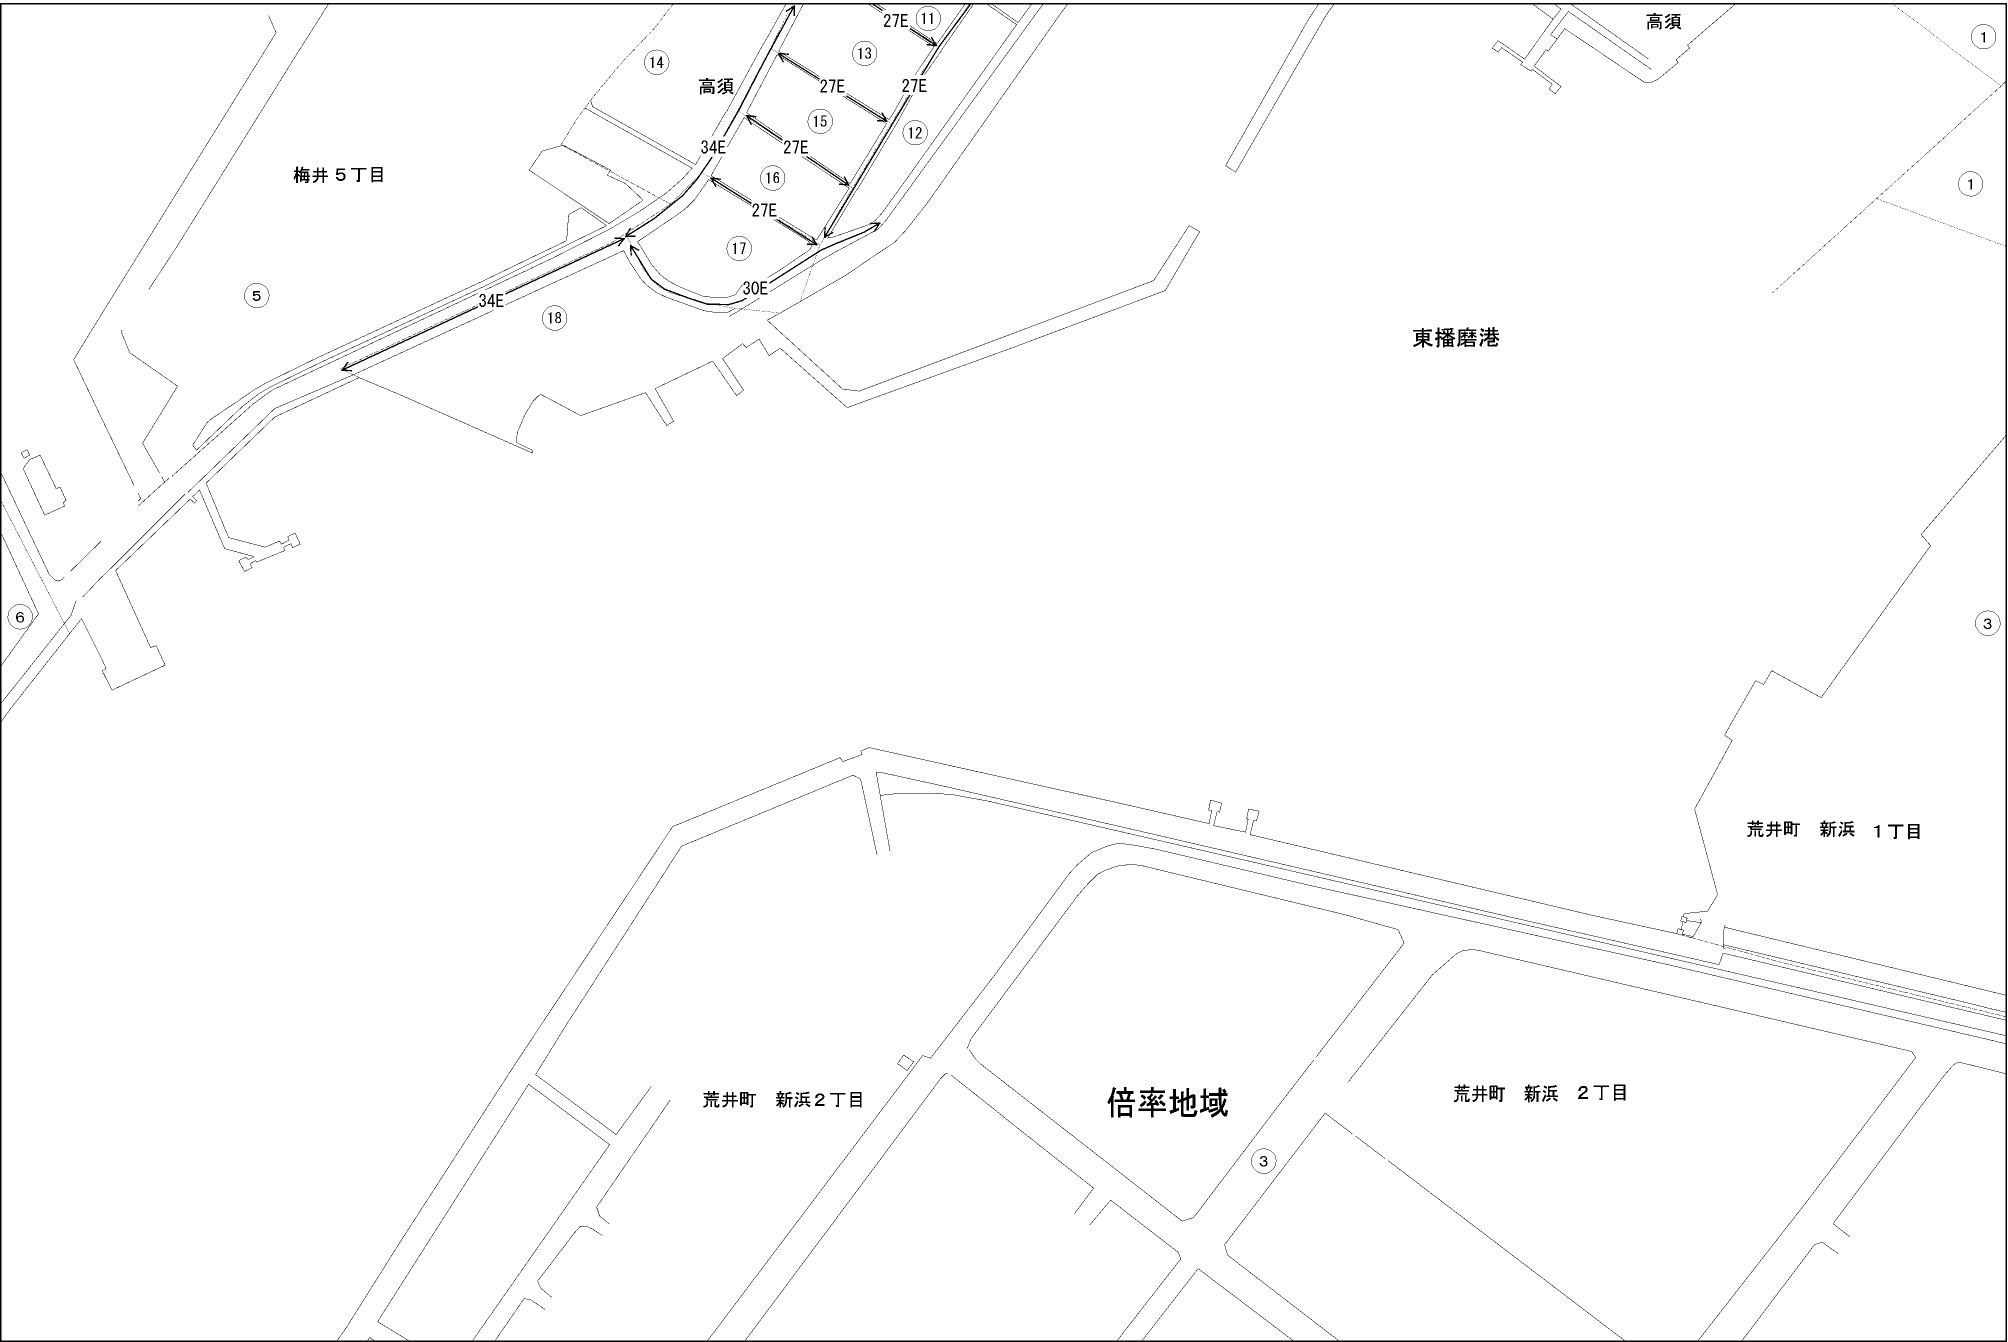 27E
⑪
高須
①
⑬
⑭
高須
27E
27E
⑮
⑫
34E
27E
梅井５丁目
⑯
①
27E
⑰
30E
⑤
34E
⑱
東播磨港
⑥
③
荒井町 新浜 １丁目
荒井町 新浜２丁目
倍率地域
荒井町 新浜 ２丁目
③